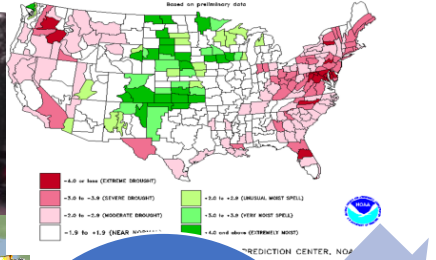 Based on preliminary data
-4.0 or less (EXTREME DROUGHT)
-3.0 to -3.9 (SEVERE DROUGHT)
-2.0 to -2.9 (MODERATE DROUGHT)
-1.9 to +1.9 (NEAR NORMAL)
+2.0 to +2.9 (UNUSUAL MOIST SPELL)
+3.0 to +3.9 (VERY MOIST SPELL)
+4.0 and above (EXTREMELY MOIST)
NOAA
PREDICTION CENTER, NOA